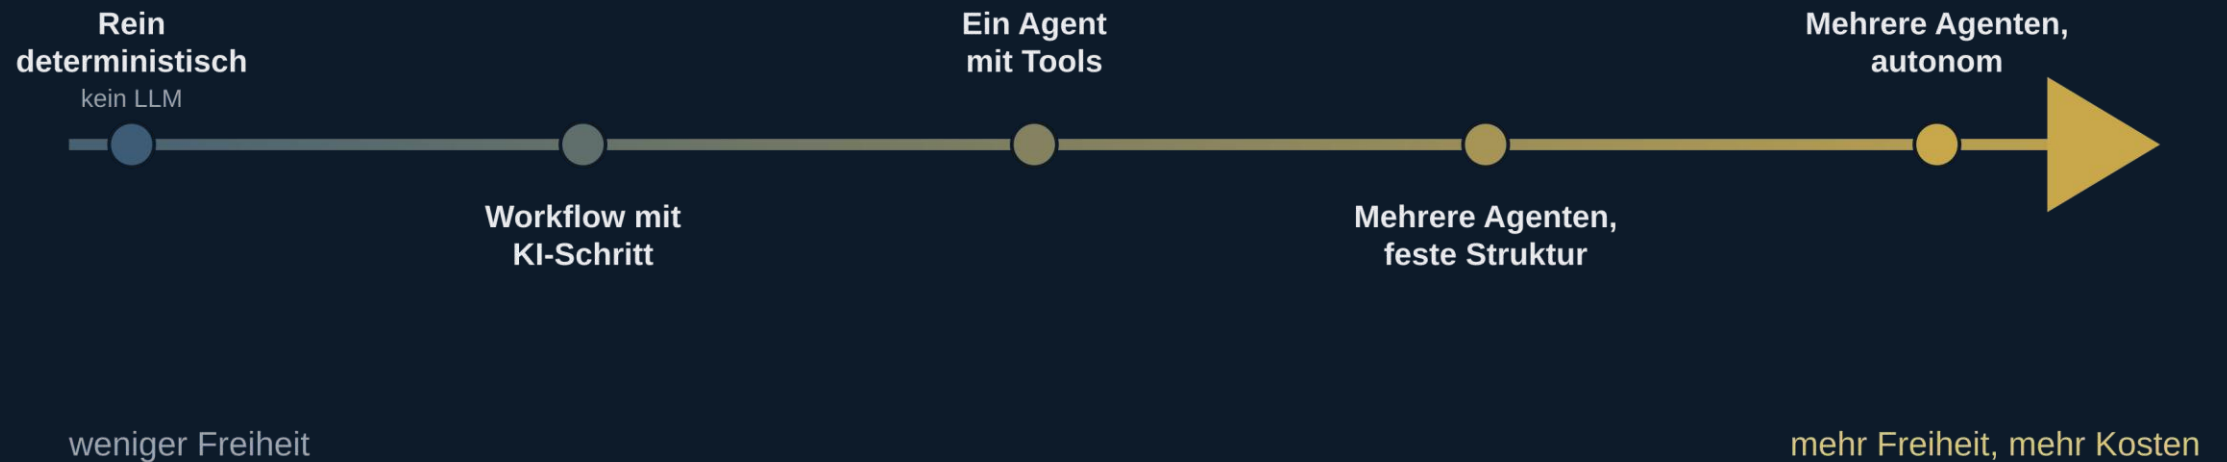 Rein
deterministisch
kein LLM
Workflow mit
KI-Schritt
Ein Agent
mit Tools
Mehrere Agenten,
feste Struktur
Mehrere Agenten,
autonom
weniger Freiheit
mehr Freiheit, mehr Kosten